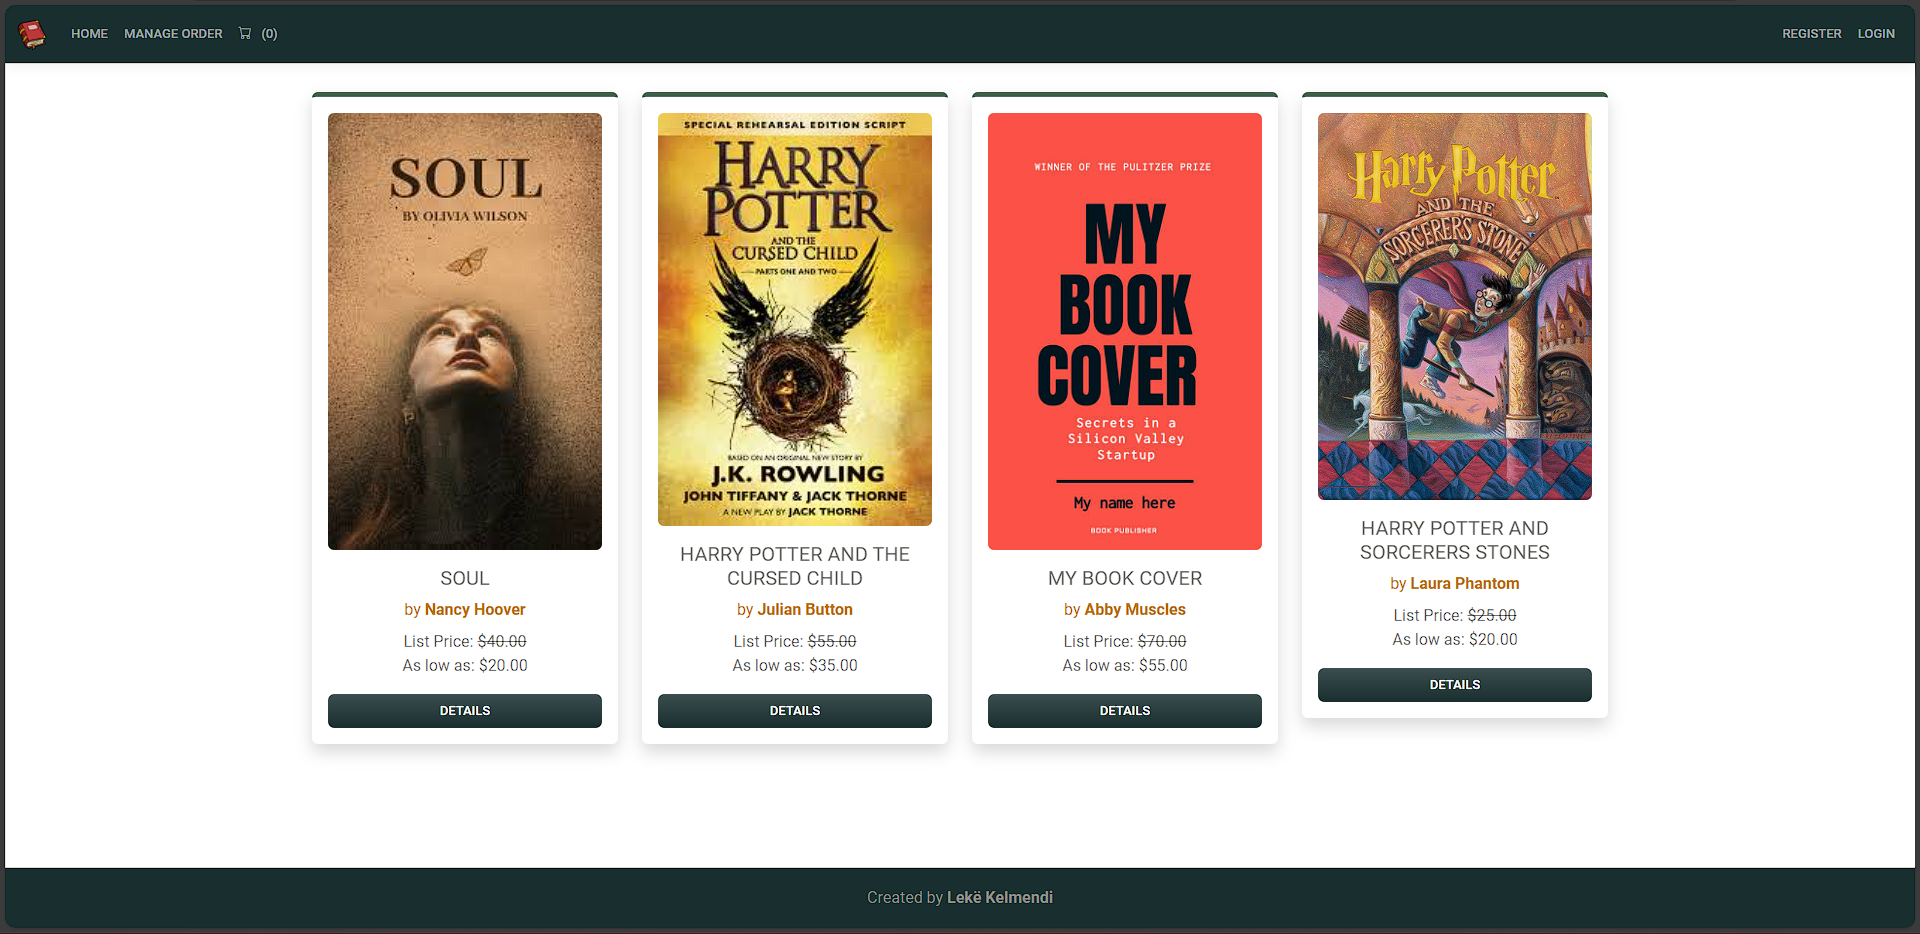 HOME MANAGE ORDER (0) REGISTER LOGIN
SOUL
BY OLIVIA WILSON
SOUL
by Nancy Hoover
List Price: $40.00
As low as: $20.00
DETAILS
SPECIAL REHEARSAL EDITION SCRIPT
HARRY
POTTER
AND THE
CURSED CHILD
PARTS ONE AND TWO
BASED ON AN ORIGINAL NEW STORY BY
J.K. ROWLING
JOHN TIFFANY & JACK THORNE
A NEW PLAY BY JACK THORNE
HARRY POTTER AND THE
CURSED CHILD
by Julian Button
List Price: $55.00
As low as: $35.00
DETAILS
WINNER OF THE PULITZER PRIZE
MY
BOOK
COVER
Secrets in a
Silicon Valley
Startup
My name here
BOOK PUBLISHER
MY BOOK COVER
by Abby Muscles
List Price: $70.00
As low as: $55.00
DETAILS
Harry Potter
AND THE
SORCERER'S STONE
HARRY POTTER AND
SORCERERS STONES
by Laura Phantom
List Price: $25.00
As low as: $20.00
DETAILS
Created by Lekë Kelmendi